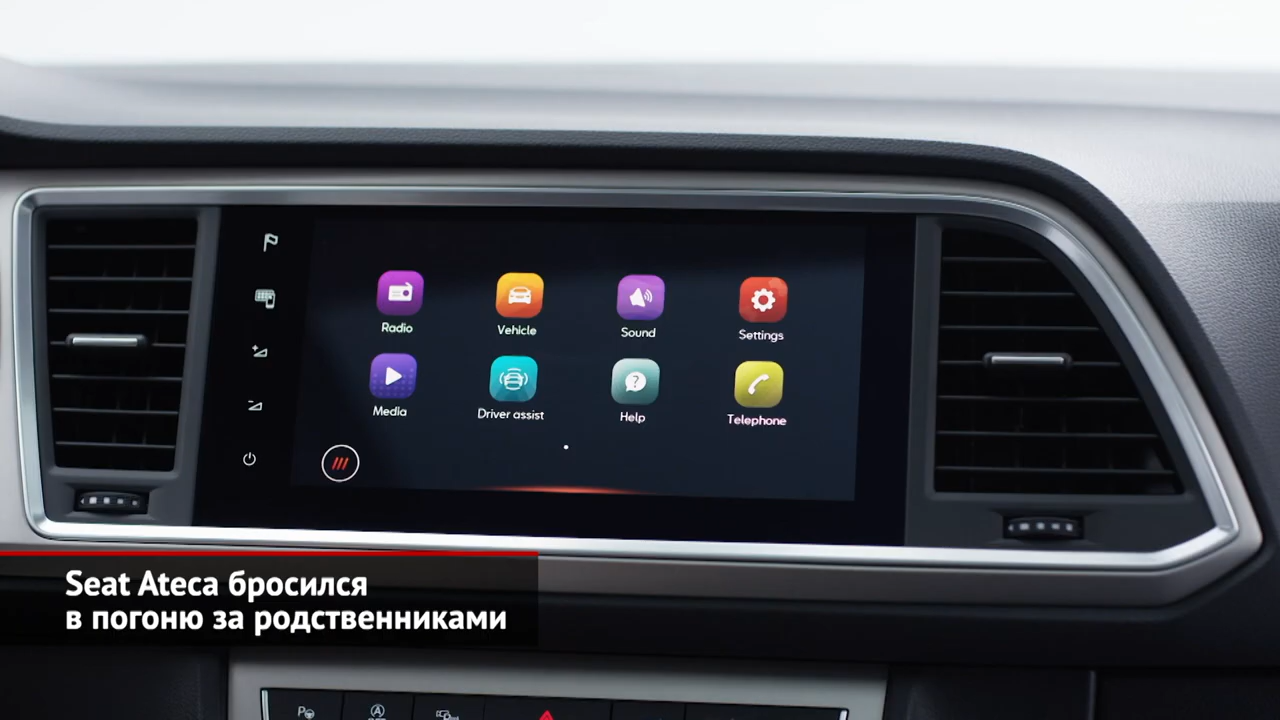 Radio
Vehicle
Sound
Settings
Media
Driver assist
Help
Telephone
Seat Ateca бросился
в погоню за родственниками